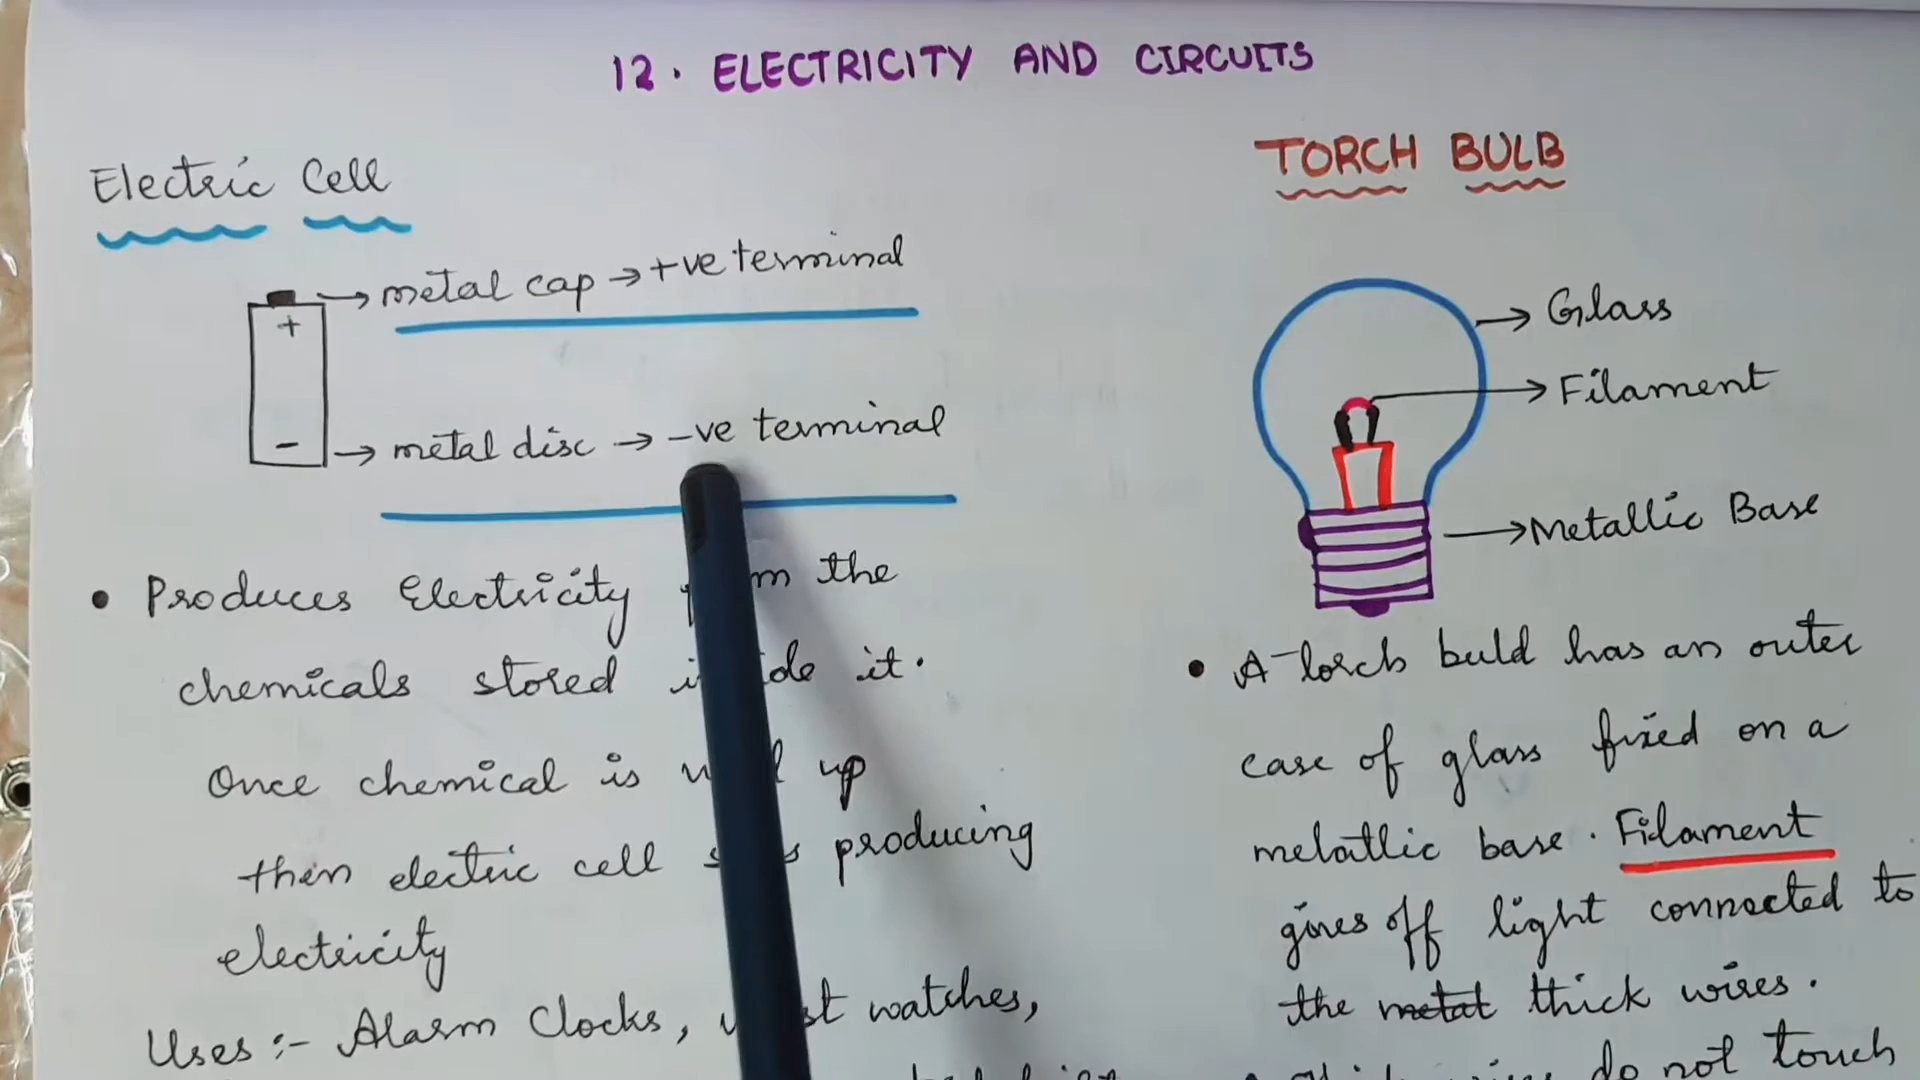 12. ELECTRICITY AND CIRCUITS
Electric Cell
+
metal cap → +ve terminal
-
metal disc → -ve terminal
• Produces Electricity the
chemicals stored it.
Once chemical is up
then electric cell producing
electricity
Uses :- Alarm Clocks, watches,
TORCH BULB
Glass
Filament
Metallic Base
• A torch buld has an outer
case of glass fixed on a
metallic base. Filament
gives off light connected to
the metal thick wires.
do not touch